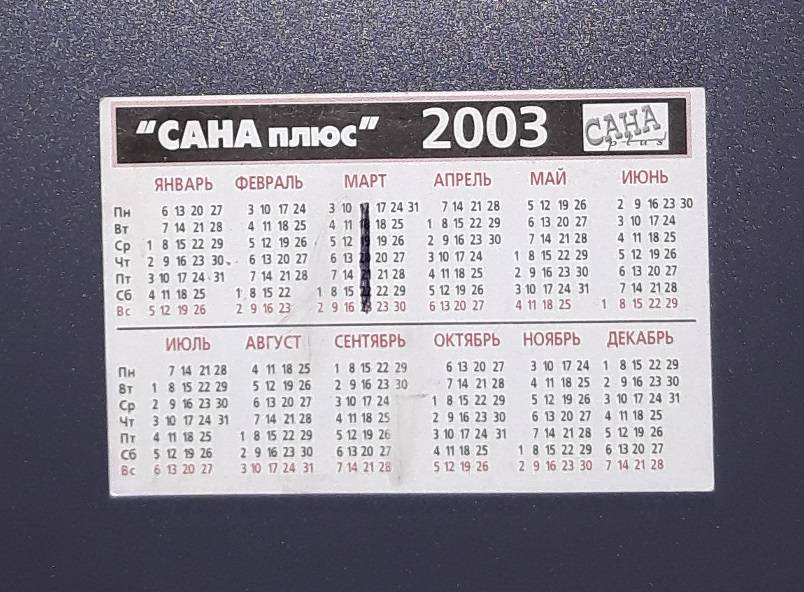 "САНА плюс" 2003 САНА
plus
ЯНВАРЬ ФЕВРАЛЬ МАРТ АПРЕЛЬ МАЙ ИЮНЬ
Пн 6 13 20 27 3 10 17 24 3 10 17 24 31 7 14 21 28 5 12 19 26 2 9 16 23 30
Вт 7 14 21 28 4 11 18 25 4 11 18 25 1 8 15 22 29 6 13 20 27 3 10 17 24
Ср 1 8 15 22 29 5 12 19 26 5 12 19 26 2 9 16 23 30 7 14 21 28 4 11 18 25
Чт 2 9 16 23 30 6 13 20 27 6 13 20 27 3 10 17 24 1 8 15 22 29 5 12 19 26
Пт 3 10 17 24 31 7 14 21 28 7 14 21 28 4 11 18 25 2 9 16 23 30 6 13 20 27
Сб 4 11 18 25 1 8 15 22 1 8 15 22 29 5 12 19 26 3 10 17 24 31 7 14 21 28
Вс 5 12 19 26 2 9 16 23 2 9 16 23 30 6 13 20 27 4 11 18 25 1 8 15 22 29
ИЮЛЬ АВГУСТ СЕНТЯБРЬ ОКТЯБРЬ НОЯБРЬ ДЕКАБРЬ
Пн 7 14 21 28 4 11 18 25 1 8 15 22 29 6 13 20 27 3 10 17 24 1 8 15 22 29
Вт 1 8 15 22 29 5 12 19 26 2 9 16 23 30 7 14 21 28 4 11 18 25 2 9 16 23 30
Ср 2 9 16 23 30 6 13 20 27 3 10 17 24 1 8 15 22 29 5 12 19 26 3 10 17 24 31
Чт 3 10 17 24 31 7 14 21 28 4 11 18 25 2 9 16 23 30 6 13 20 27 4 11 18 25
Пт 4 11 18 25 1 8 15 22 29 5 12 19 26 3 10 17 24 31 7 14 21 28 5 12 19 26
Сб 5 12 19 26 2 9 16 23 30 6 13 20 27 4 11 18 25 1 8 15 22 29 6 13 20 27
Вс 6 13 20 27 3 10 17 24 31 7 14 21 28 5 12 19 26 2 9 16 23 30 7 14 21 28